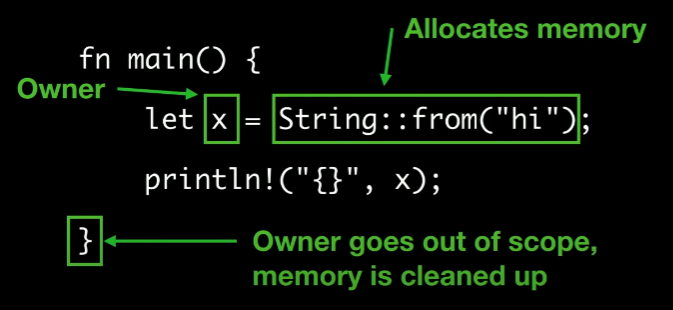 Allocates memory
fn main() {
Owner
let x = String::from("hi");
println!("{}", x);
}
Owner goes out of scope,
memory is cleaned up